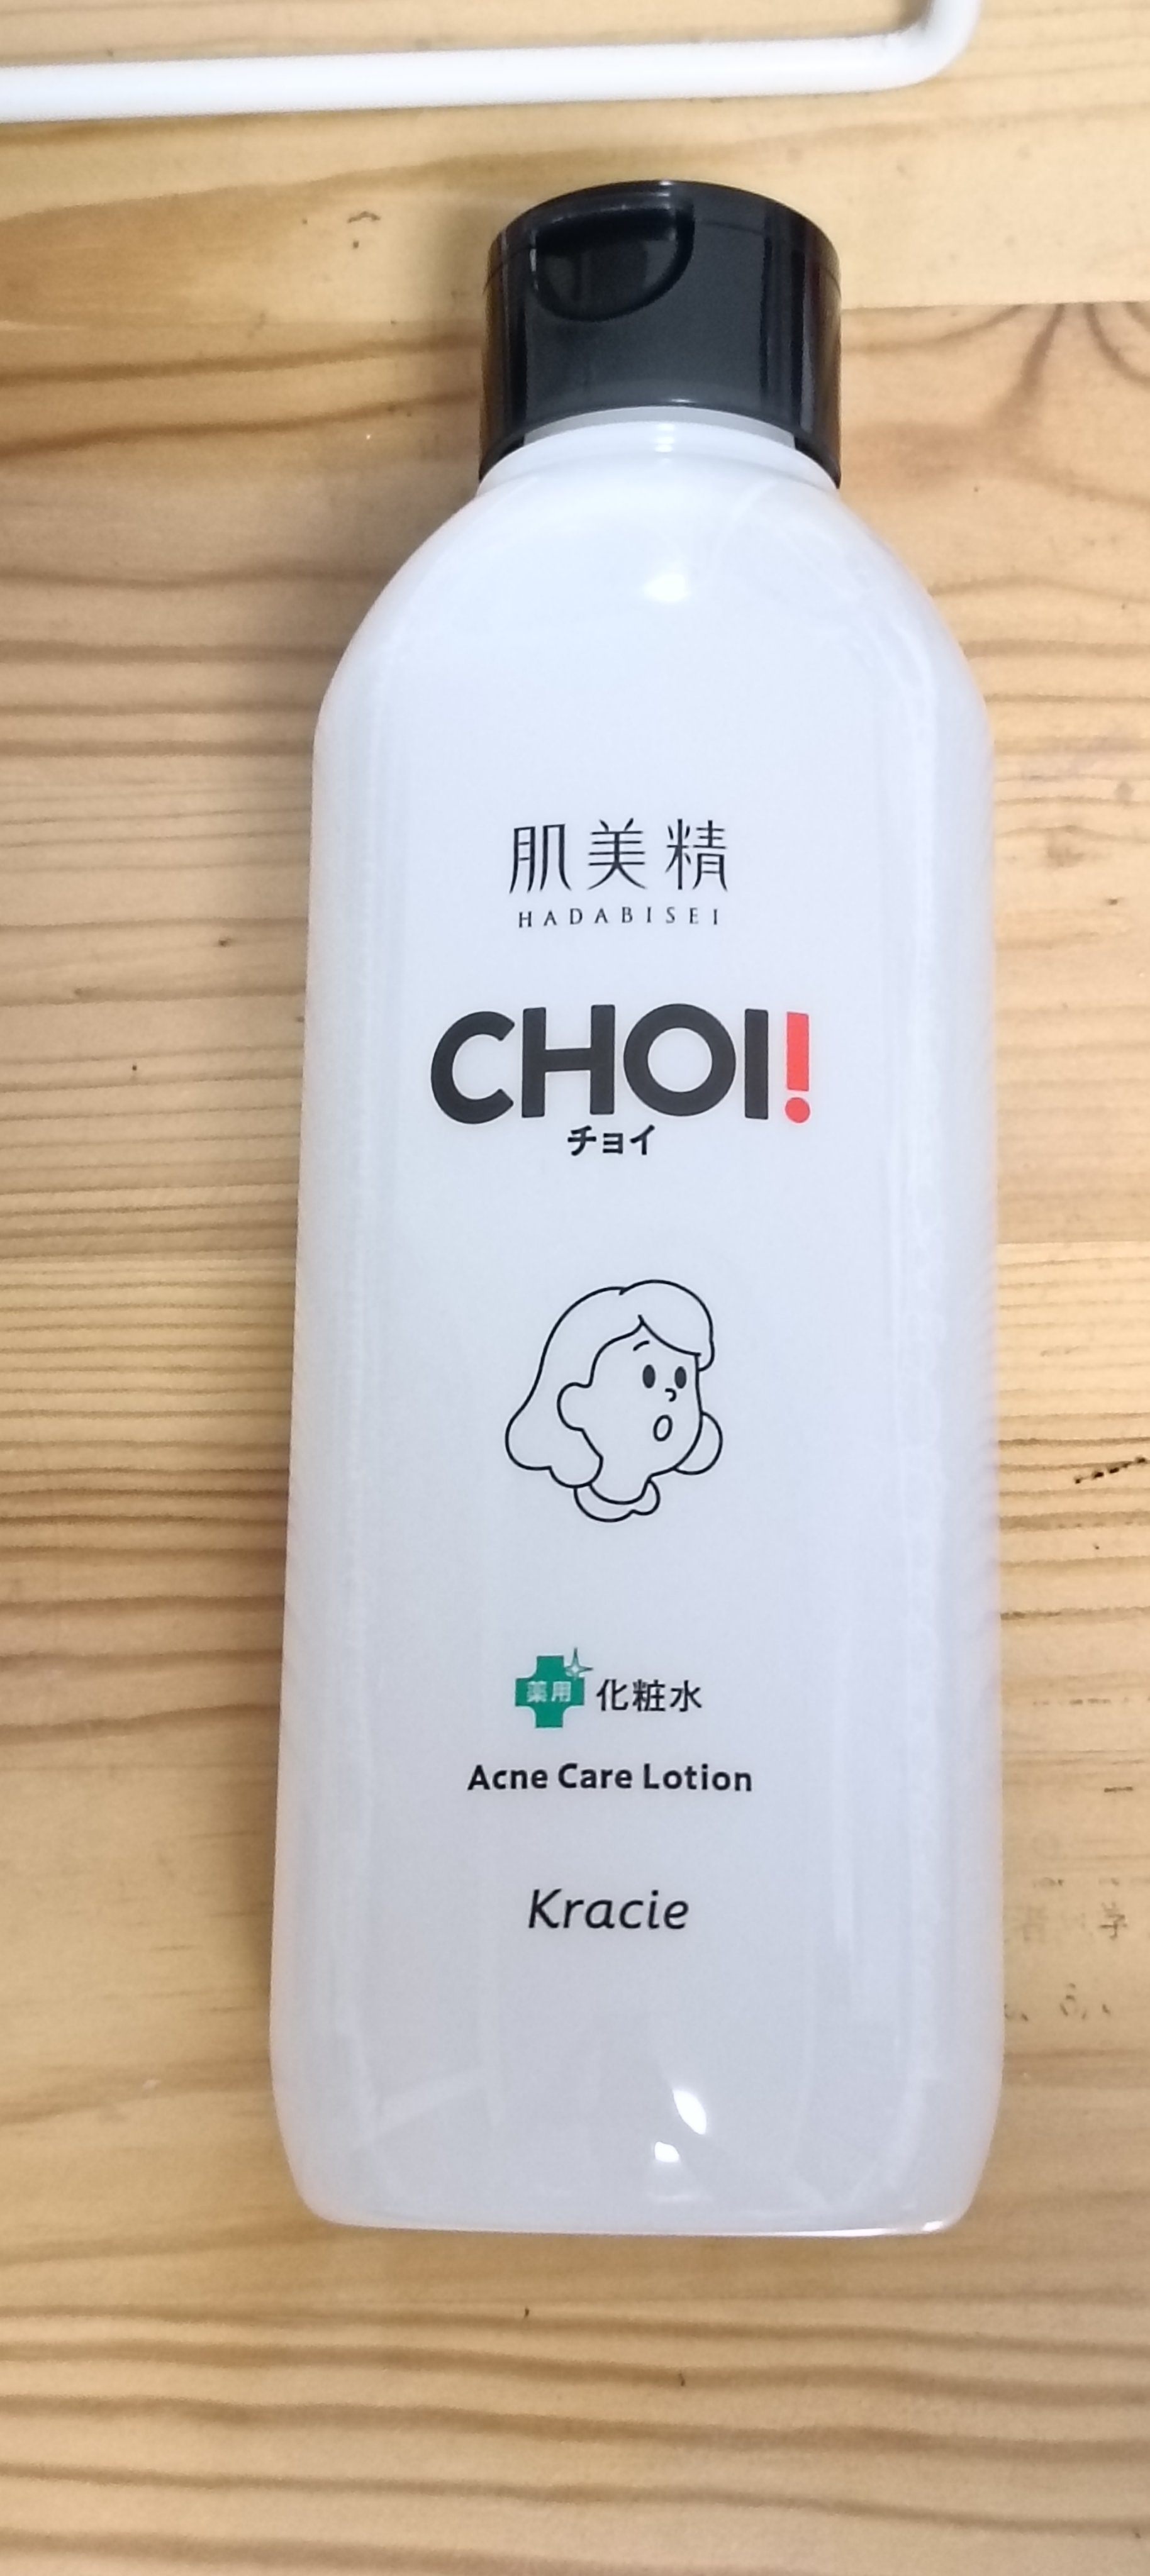 肌美精
HADABISEI
CHOI!
チョイ
薬用 化粧水
Acne Care Lotion
Kracie